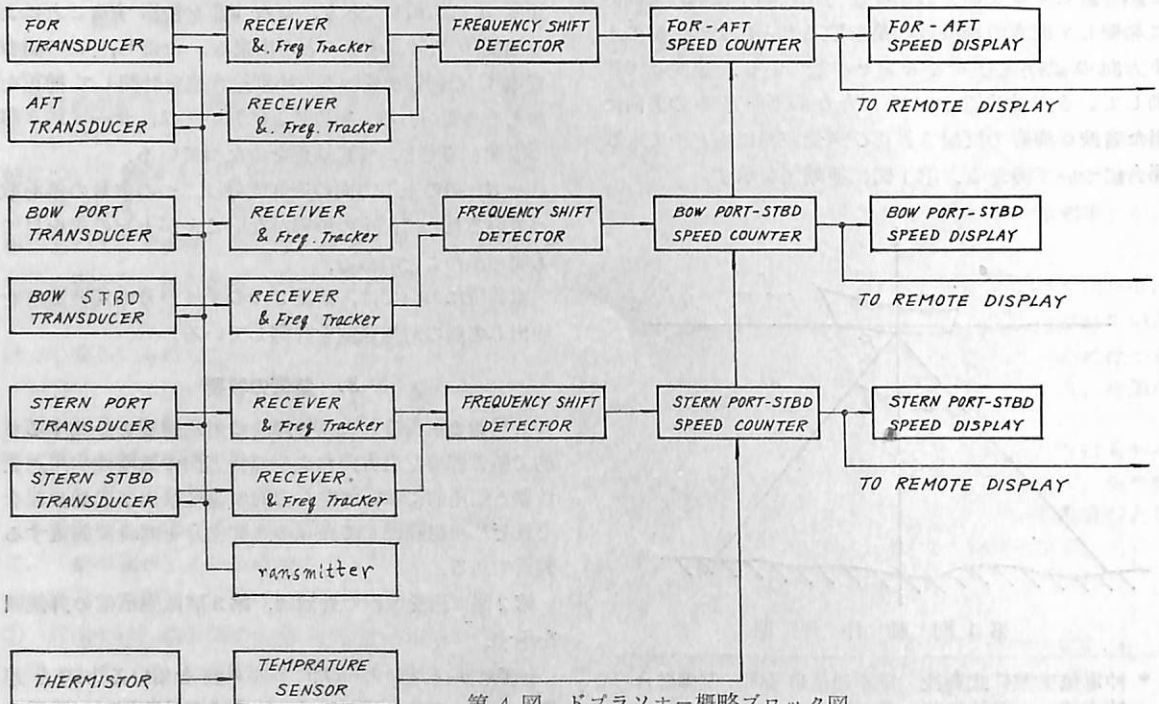 FOR
TRANSDUCER
RECEIVER
& Freq. Tracker
FREQUENCY SHIFT
DETECTOR
FOR-AFT
SPEED COUNTER
FOR-AFT
SPEED DISPLAY
TO REMOTE DISPLAY
AFT
TRANSDUCER
RECEIVER
&. Freq. Tracker
BOW PORT
TRANSDUCER
RECEIVER
& Freq. Tracker
FREQUENCY SHIFT
DETECTOR
BOW PORT-STBD
SPEED COUNTER
BOW PORT-STBD
SPEED DISPLAY
TO REMOTE DISPLAY
BOW STBD
TRANSDUCER
RECEVER
& Freq. Tracker
STERN PORT
TRANSDUCER
RECEIVER
& Freq Tracker
FREQUENCY SHIFT
DETECTOR
STERN PORT-STBD
SPEED COUNTER
STERN PORT-STBD
SPEED DISPLAY
TO REMOTE DISPLAY
STERN STBD
TRANSDUCER
RECEIVER.
& Freq Tracker
ransmitter
THERMISTOR
TEMPRATURE
SENSOR
第 4 図 ドプラソナー概略ブロック図